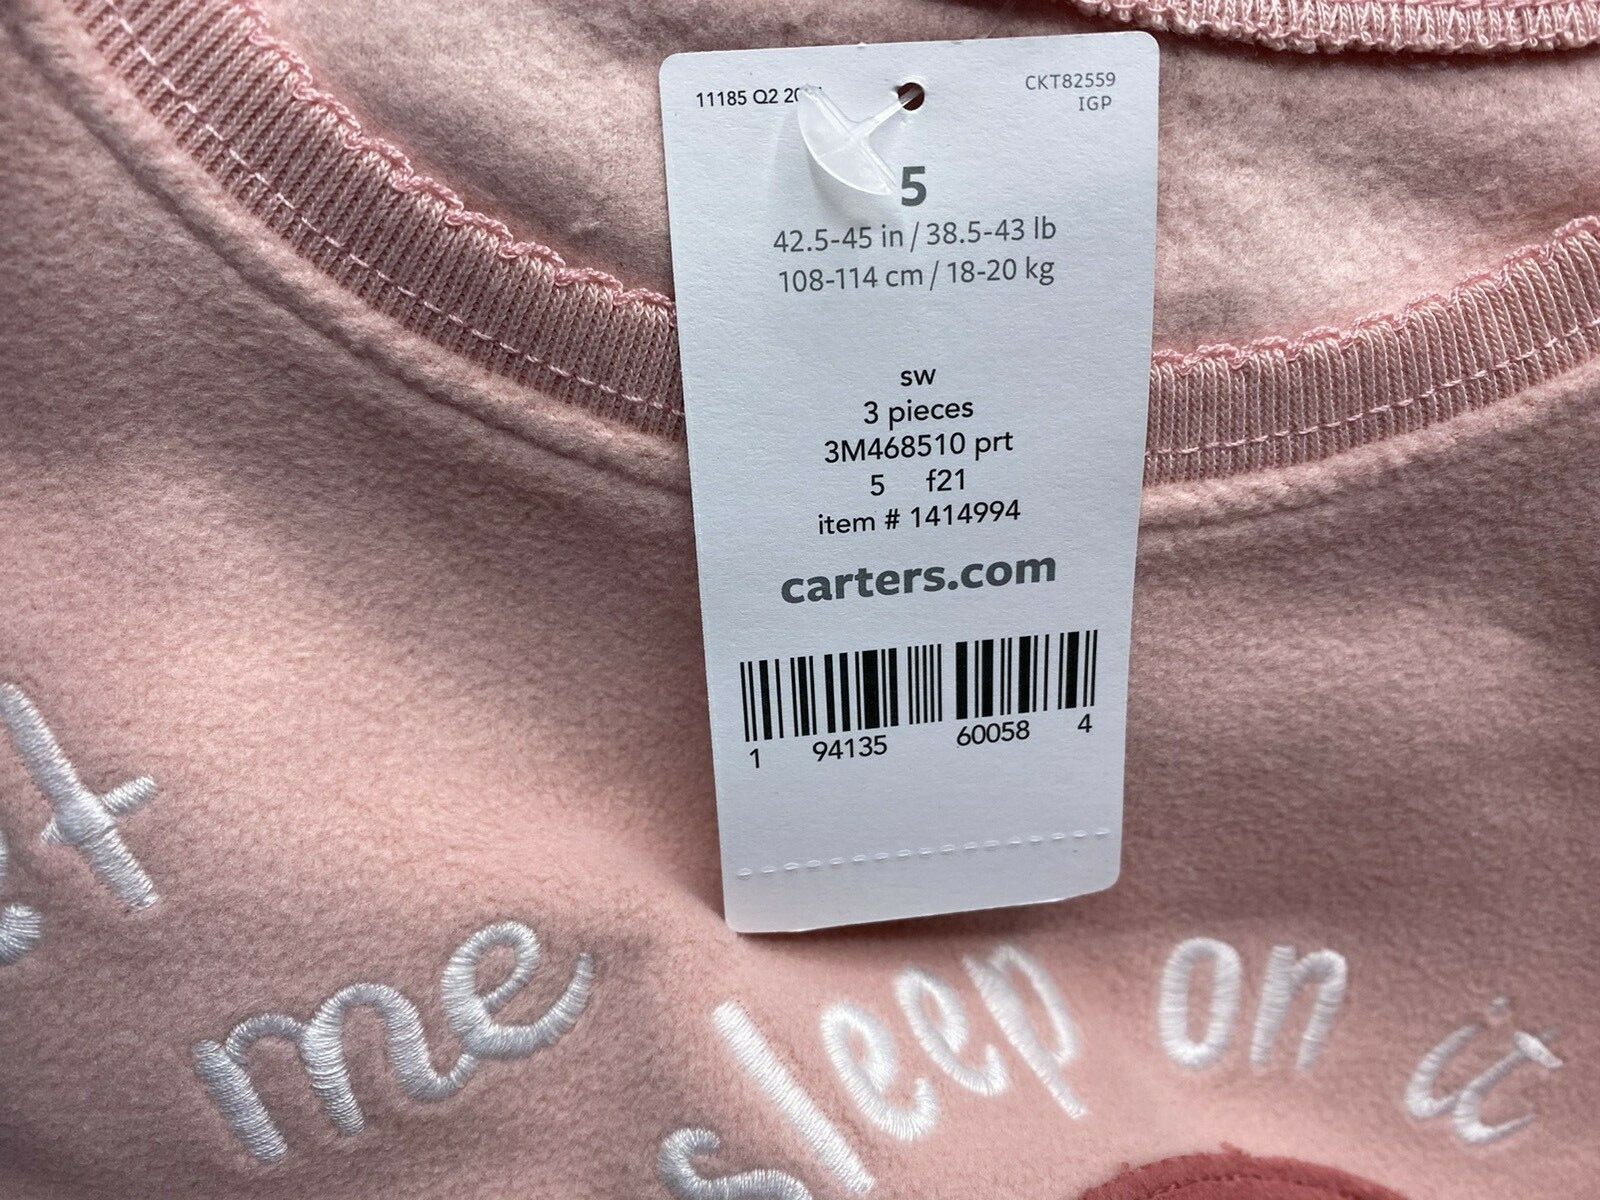 11185 Q2
CKT82559
IGP
5
42.5-45 in / 38.5-43 lb
108-114 cm / 18-20 kg
sw
3 pieces
3M468510 prt
5 f21
item # 1414994
carters.com
1 94135 60058 4
me sleep on it